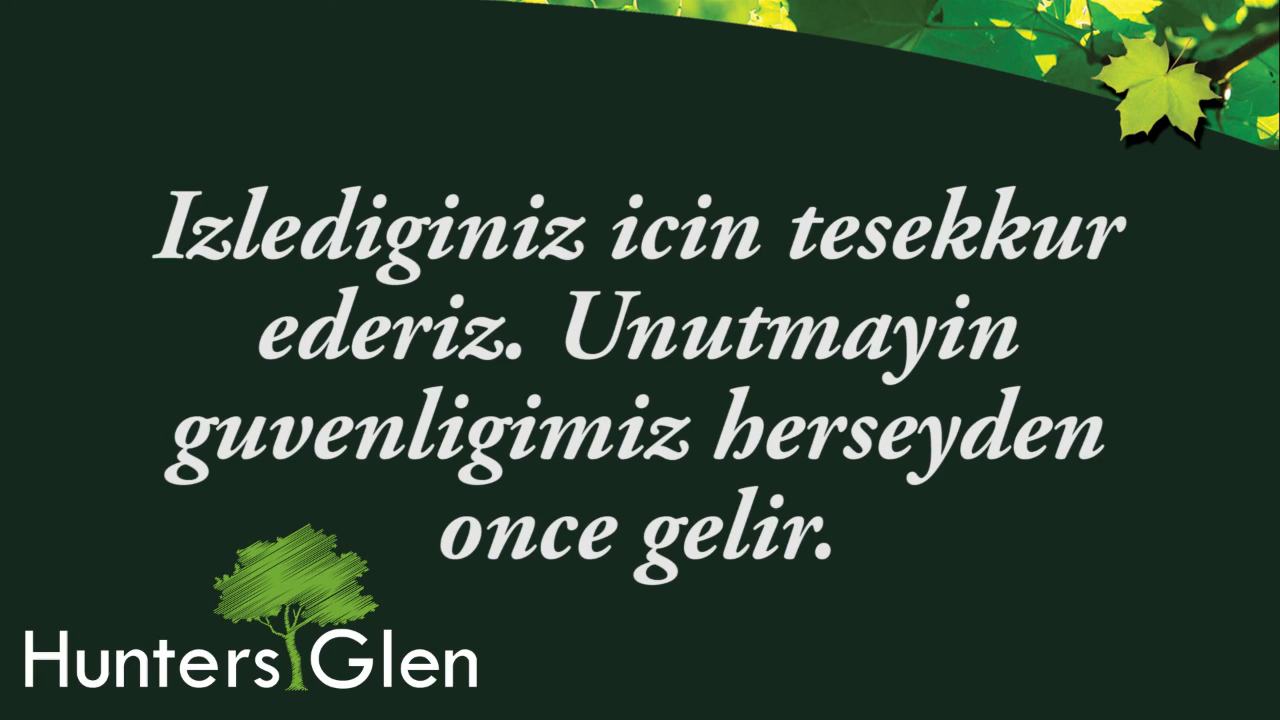 Izlediginiz icin tesekkur
ederiz. Unutmayin
guvenligimiz herseyden
once gelir.
Hunters Glen